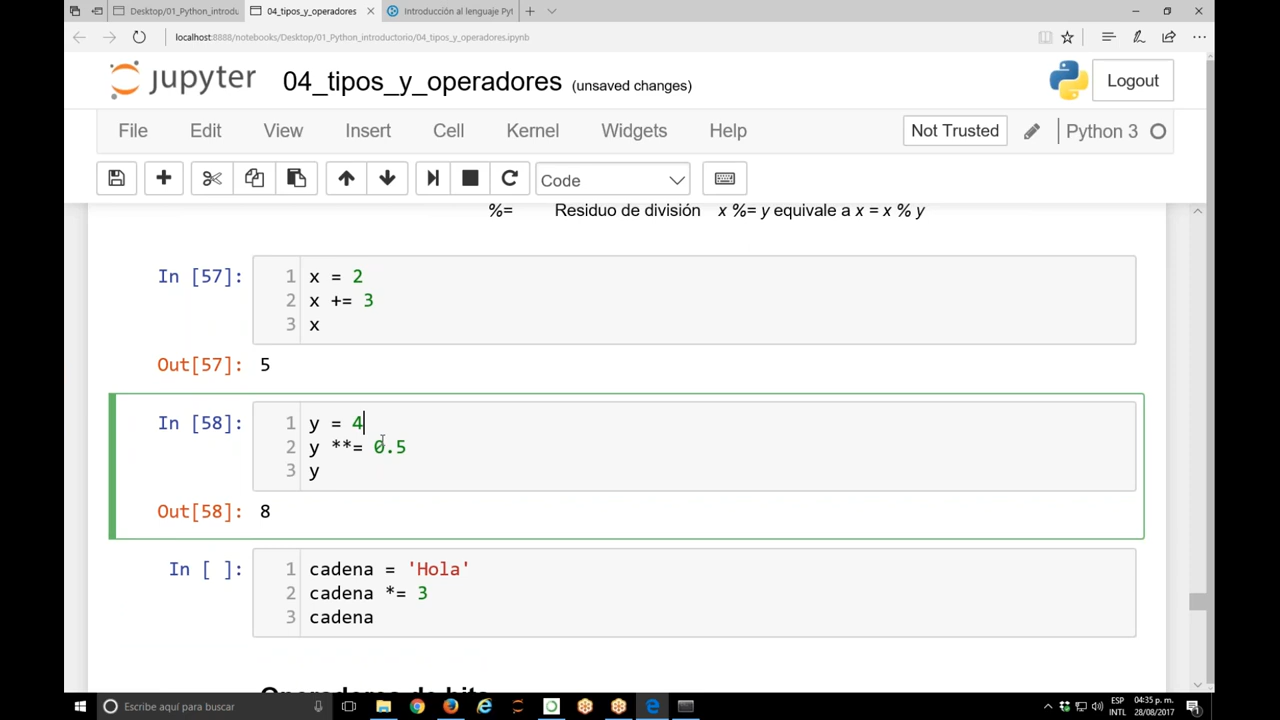 Desktop/01_Python_introdu
04_tipos_y_operadores
Introducción al lenguaje Pyt
localhost:8888/notebooks/Desktop/01_Python_introductorio/04_tipos_y_operadores.ipynb
jupyter 04_tipos_y_operadores (unsaved changes) Logout
File Edit View Insert Cell Kernel Widgets Help Not Trusted Python 3
Code
%= Residuo de división x %= y equivale a x = x % y
In [57]: 1 x = 2
2 x += 3
3 x
Out[57]: 5
In [58]: 1 y = 4
2 y **= 0.5
3 y
Out[58]: 8
In [ ]: 1 cadena = 'Hola'
2 cadena *= 3
3 cadena
Operadores de bits
Escribe aquí para buscar
ESP 04:35 p. m.
INTL 28/08/2017